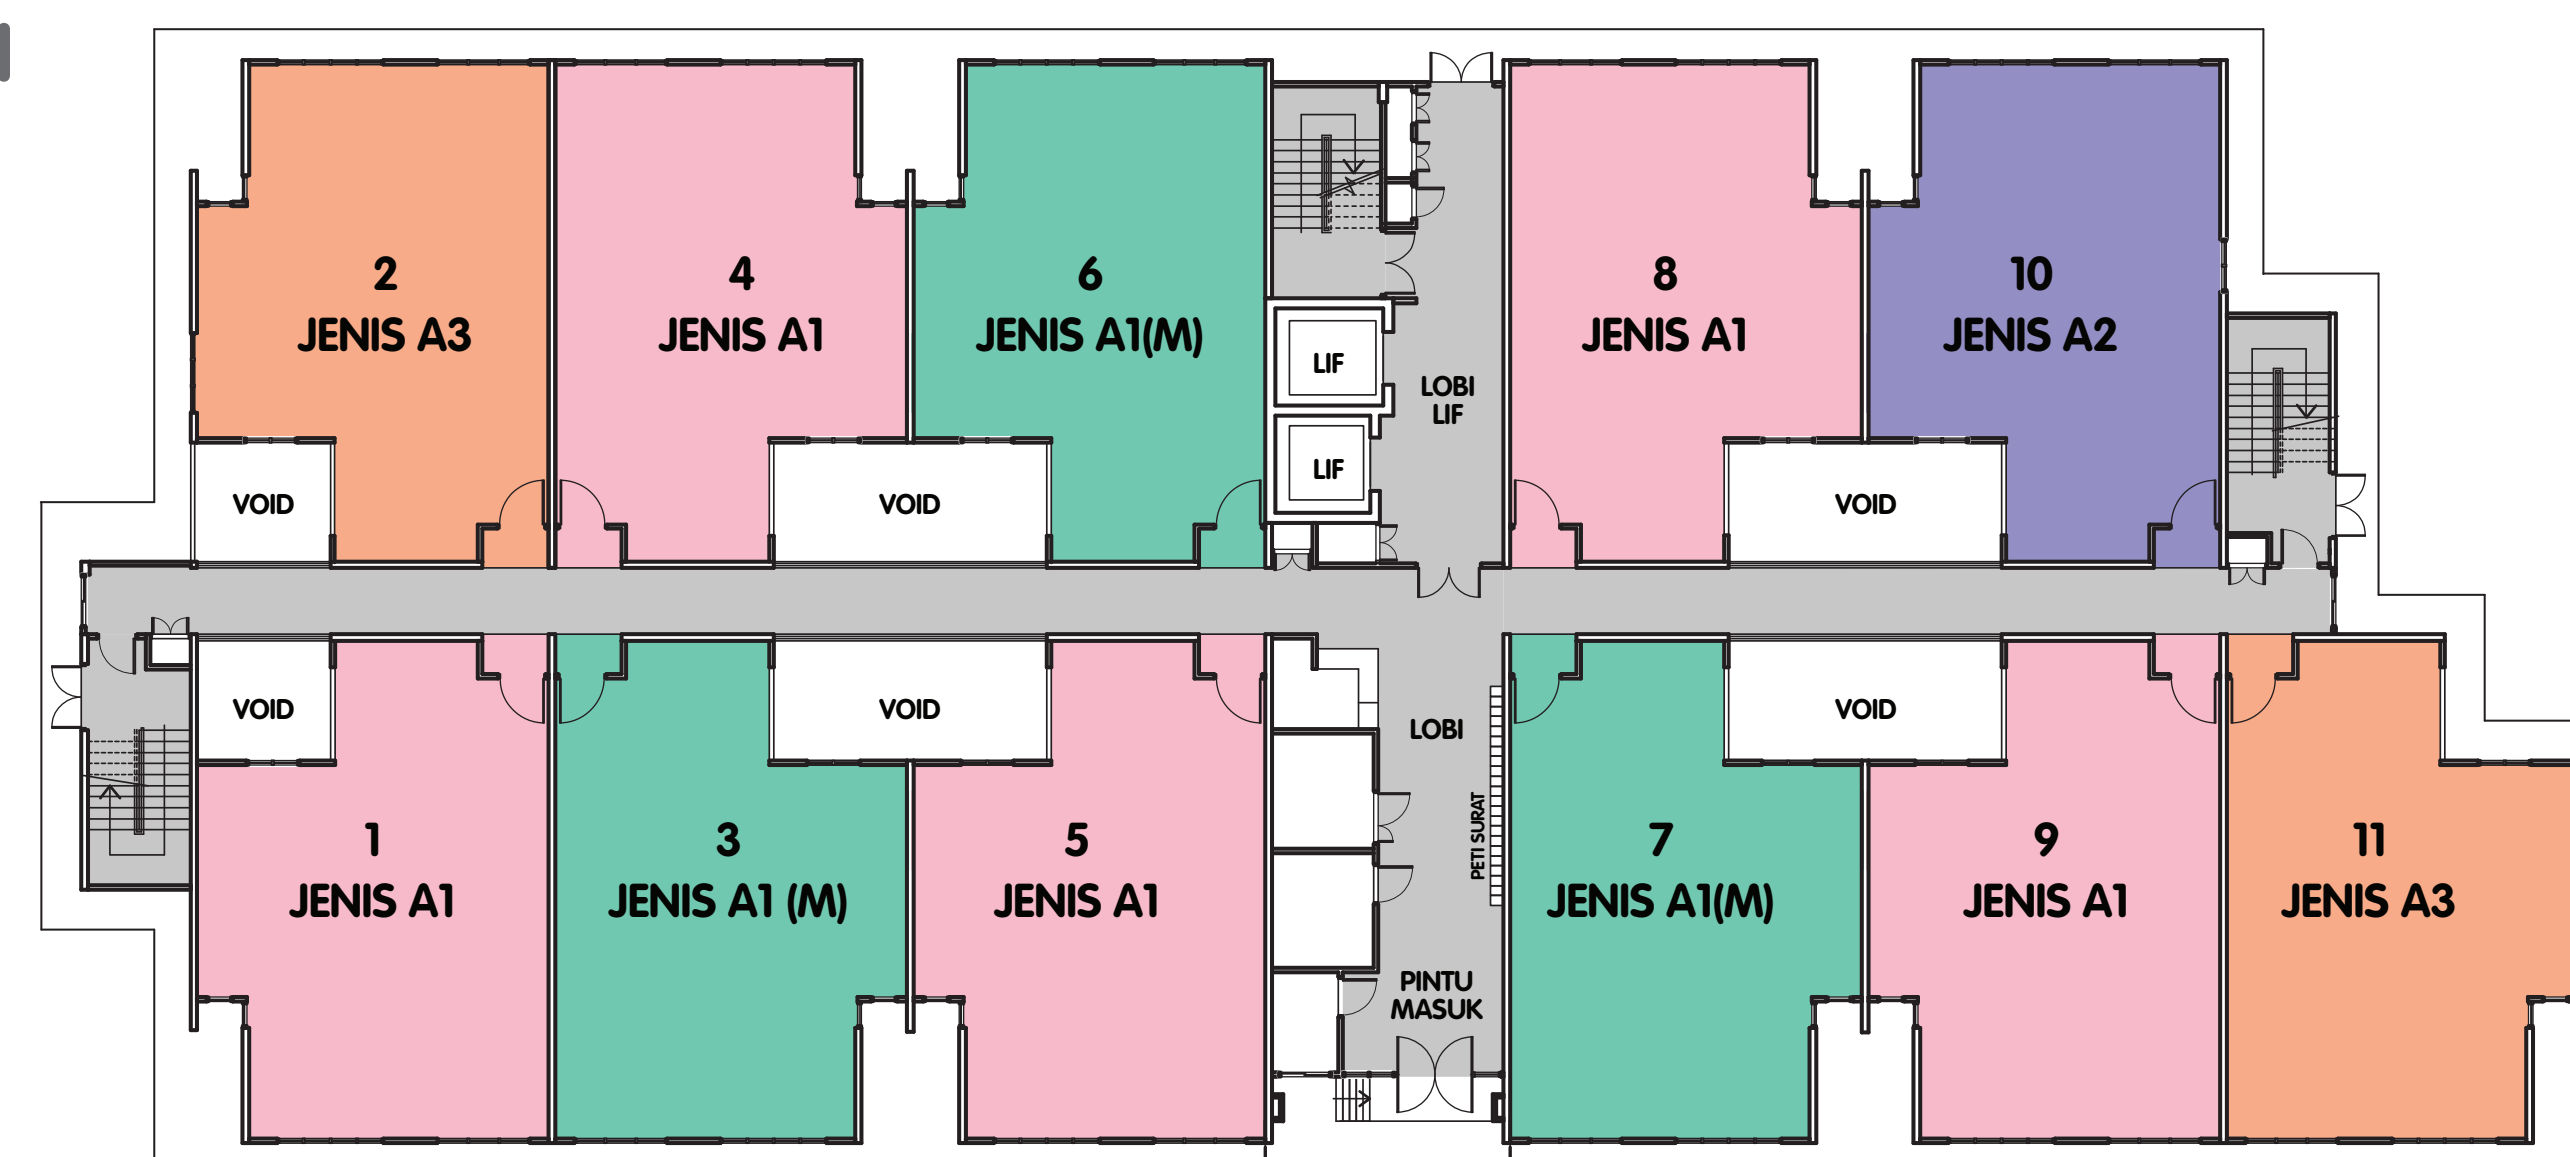 2
JENIS A3
4
JENIS A1
6
JENIS A1(M)
8
JENIS A1
10
JENIS A2
LIF
LOBI
LIF
LIF
VOID
VOID
VOID
VOID
VOID
VOID
LOBI
PETI SURAT
1
JENIS A1
3
JENIS A1 (M)
5
JENIS A1
7
JENIS A1(M)
9
JENIS A1
11
JENIS A3
PINTU
MASUK